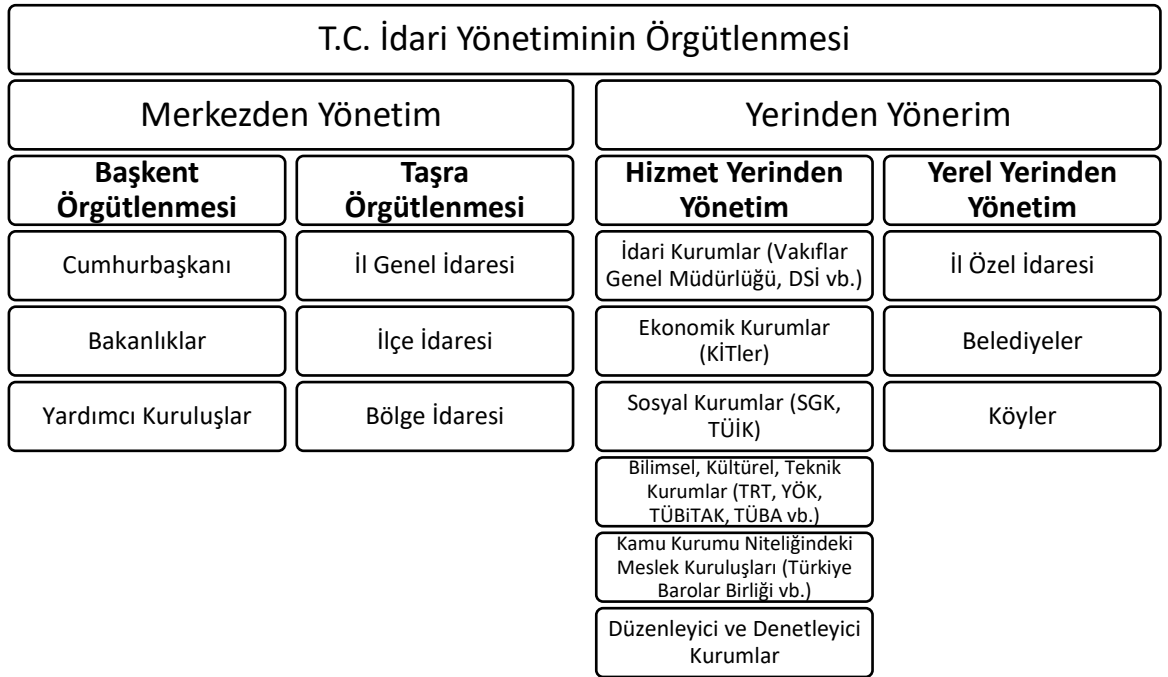 T.C. İdari Yönetiminin Örgütlenmesi
Merkezden Yönetim
Yerinden Yönerim
Başkent
Örgütlenmesi
Taşra
Örgütlenmesi
Hizmet Yerinden
Yönetim
Yerel Yerinden
Yönetim
Cumhurbaşkanı
İl Genel İdaresi
İdari Kurumlar (Vakıflar
Genel Müdürlüğü, DSİ vb.)
İl Özel İdaresi
Bakanlıklar
İlçe İdaresi
Ekonomik Kurumlar
(KİTler)
Belediyeler
Yardımcı Kuruluşlar
Bölge İdaresi
Sosyal Kurumlar (SGK,
TÜİK)
Köyler
Bilimsel, Kültürel, Teknik
Kurumlar (TRT, YÖK,
TÜBiTAK, TÜBA vb.)
Kamu Kurumu Niteliğindeki
Meslek Kuruluşları (Türkiye
Barolar Birliği vb.)
Düzenleyici ve Denetleyici
Kurumlar